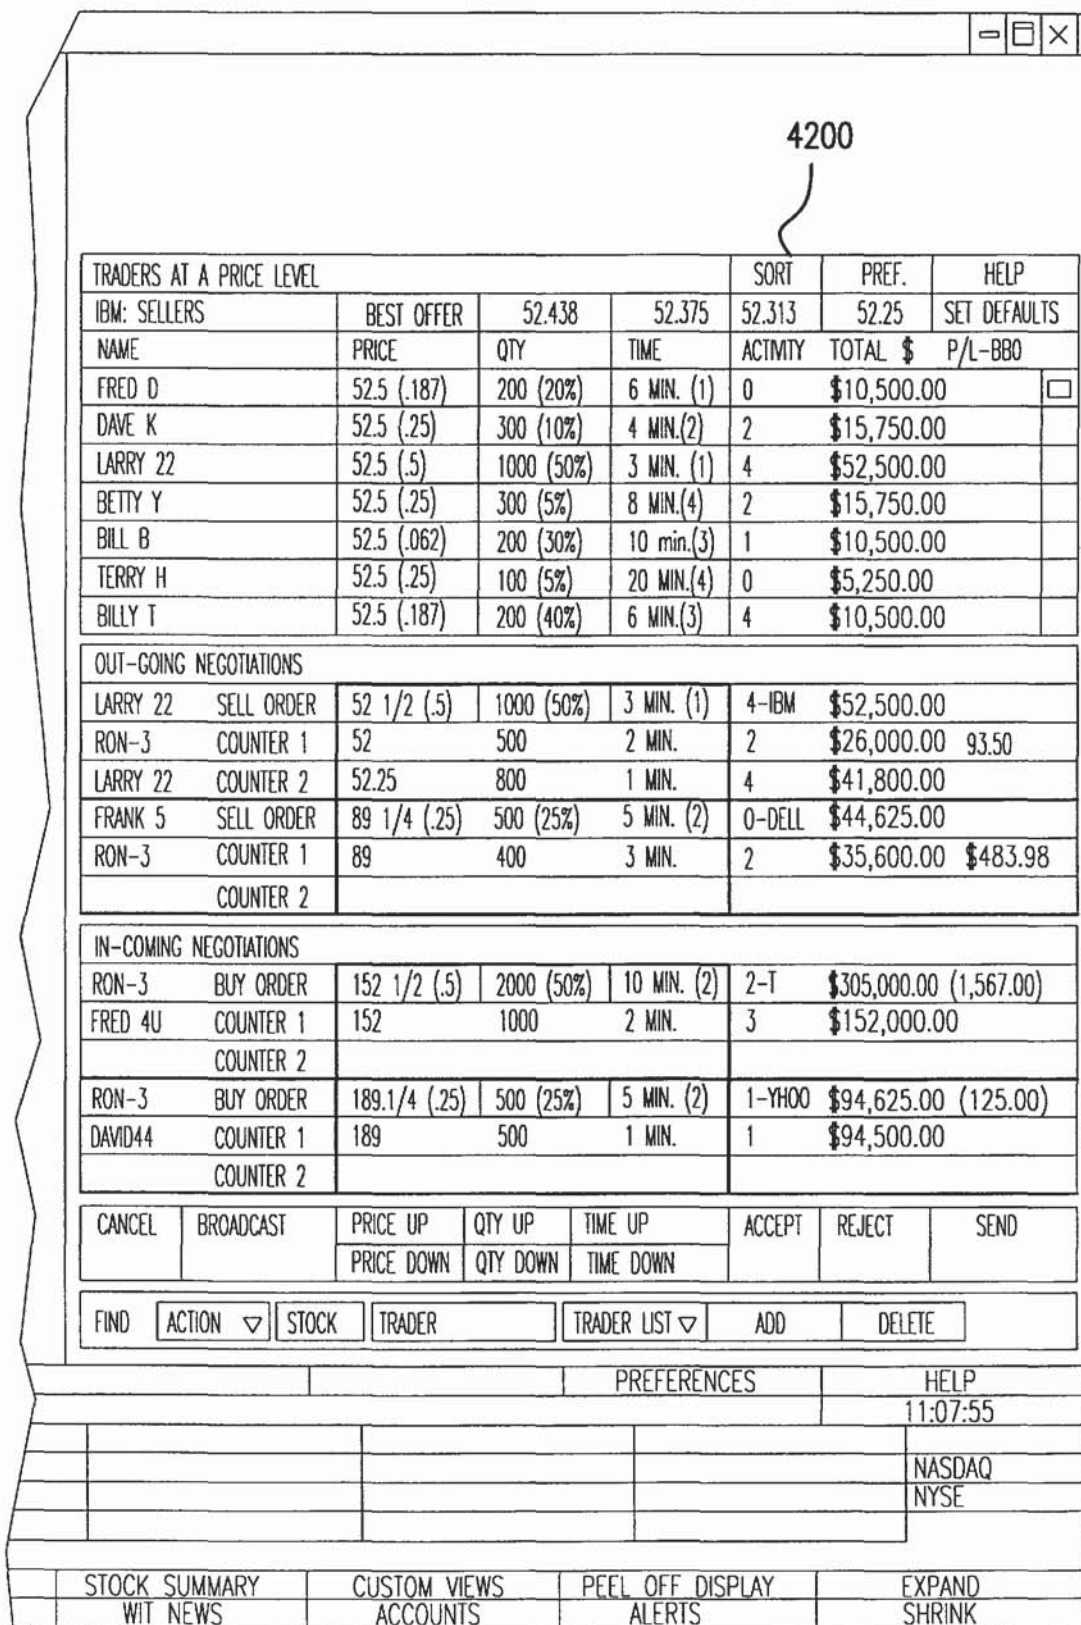 4200
TRADERS AT A PRICE LEVEL SORT PREF. HELP
IBM: SELLERS BEST OFFER 52.438 52.375 52.313 52.25 SET DEFAULTS
NAME PRICE QTY TIME ACTIVITY TOTAL $ P/L-BBO
FRED D 52.5 (.187) 200 (20%) 6 MIN. (1) 0 $10,500.00
DAVE K 52.5 (.25) 300 (10%) 4 MIN.(2) 2 $15,750.00
LARRY 22 52.5 (.5) 1000 (50%) 3 MIN. (1) 4 $52,500.00
BETTY Y 52.5 (.25) 300 (5%) 8 MIN.(4) 2 $15,750.00
BILL B 52.5 (.062) 200 (30%) 10 min.(3) 1 $10,500.00
TERRY H 52.5 (.25) 100 (5%) 20 MIN.(4) 0 $5,250.00
BILLY T 52.5 (.187) 200 (40%) 6 MIN.(3) 4 $10,500.00
OUT-GOING NEGOTIATIONS
LARRY 22 SELL ORDER 52 1/2 (.5) 1000 (50%) 3 MIN. (1) 4-IBM $52,500.00
RON-3 COUNTER 1 52 500 2 MIN. 2 $26,000.00 93.50
LARRY 22 COUNTER 2 52.25 800 1 MIN. 4 $41,800.00
FRANK 5 SELL ORDER 89 1/4 (.25) 500 (25%) 5 MIN. (2) 0-DELL $44,625.00
RON-3 COUNTER 1 89 400 3 MIN. 2 $35,600.00 $483.98
COUNTER 2
IN-COMING NEGOTIATIONS
RON-3 BUY ORDER 152 1/2 (.5) 2000 (50%) 10 MIN. (2) 2-T $305,000.00 (1,567.00)
FRED 4U COUNTER 1 152 1000 2 MIN. 3 $152,000.00
COUNTER 2
RON-3 BUY ORDER 189.1/4 (.25) 500 (25%) 5 MIN. (2) 1-YHOO $94,625.00 (125.00)
DAVID44 COUNTER 1 189 500 1 MIN. 1 $94,500.00
COUNTER 2
CANCEL BROADCAST PRICE UP QTY UP TIME UP ACCEPT REJECT SEND
PRICE DOWN QTY DOWN TIME DOWN
FIND ACTION STOCK TRADER TRADER LIST ADD DELETE
PREFERENCES HELP
11:07:55
NASDAQ
NYSE
STOCK SUMMARY CUSTOM VIEWS PEEL OFF DISPLAY EXPAND
WIT NEWS ACCOUNTS ALERTS SHRINK